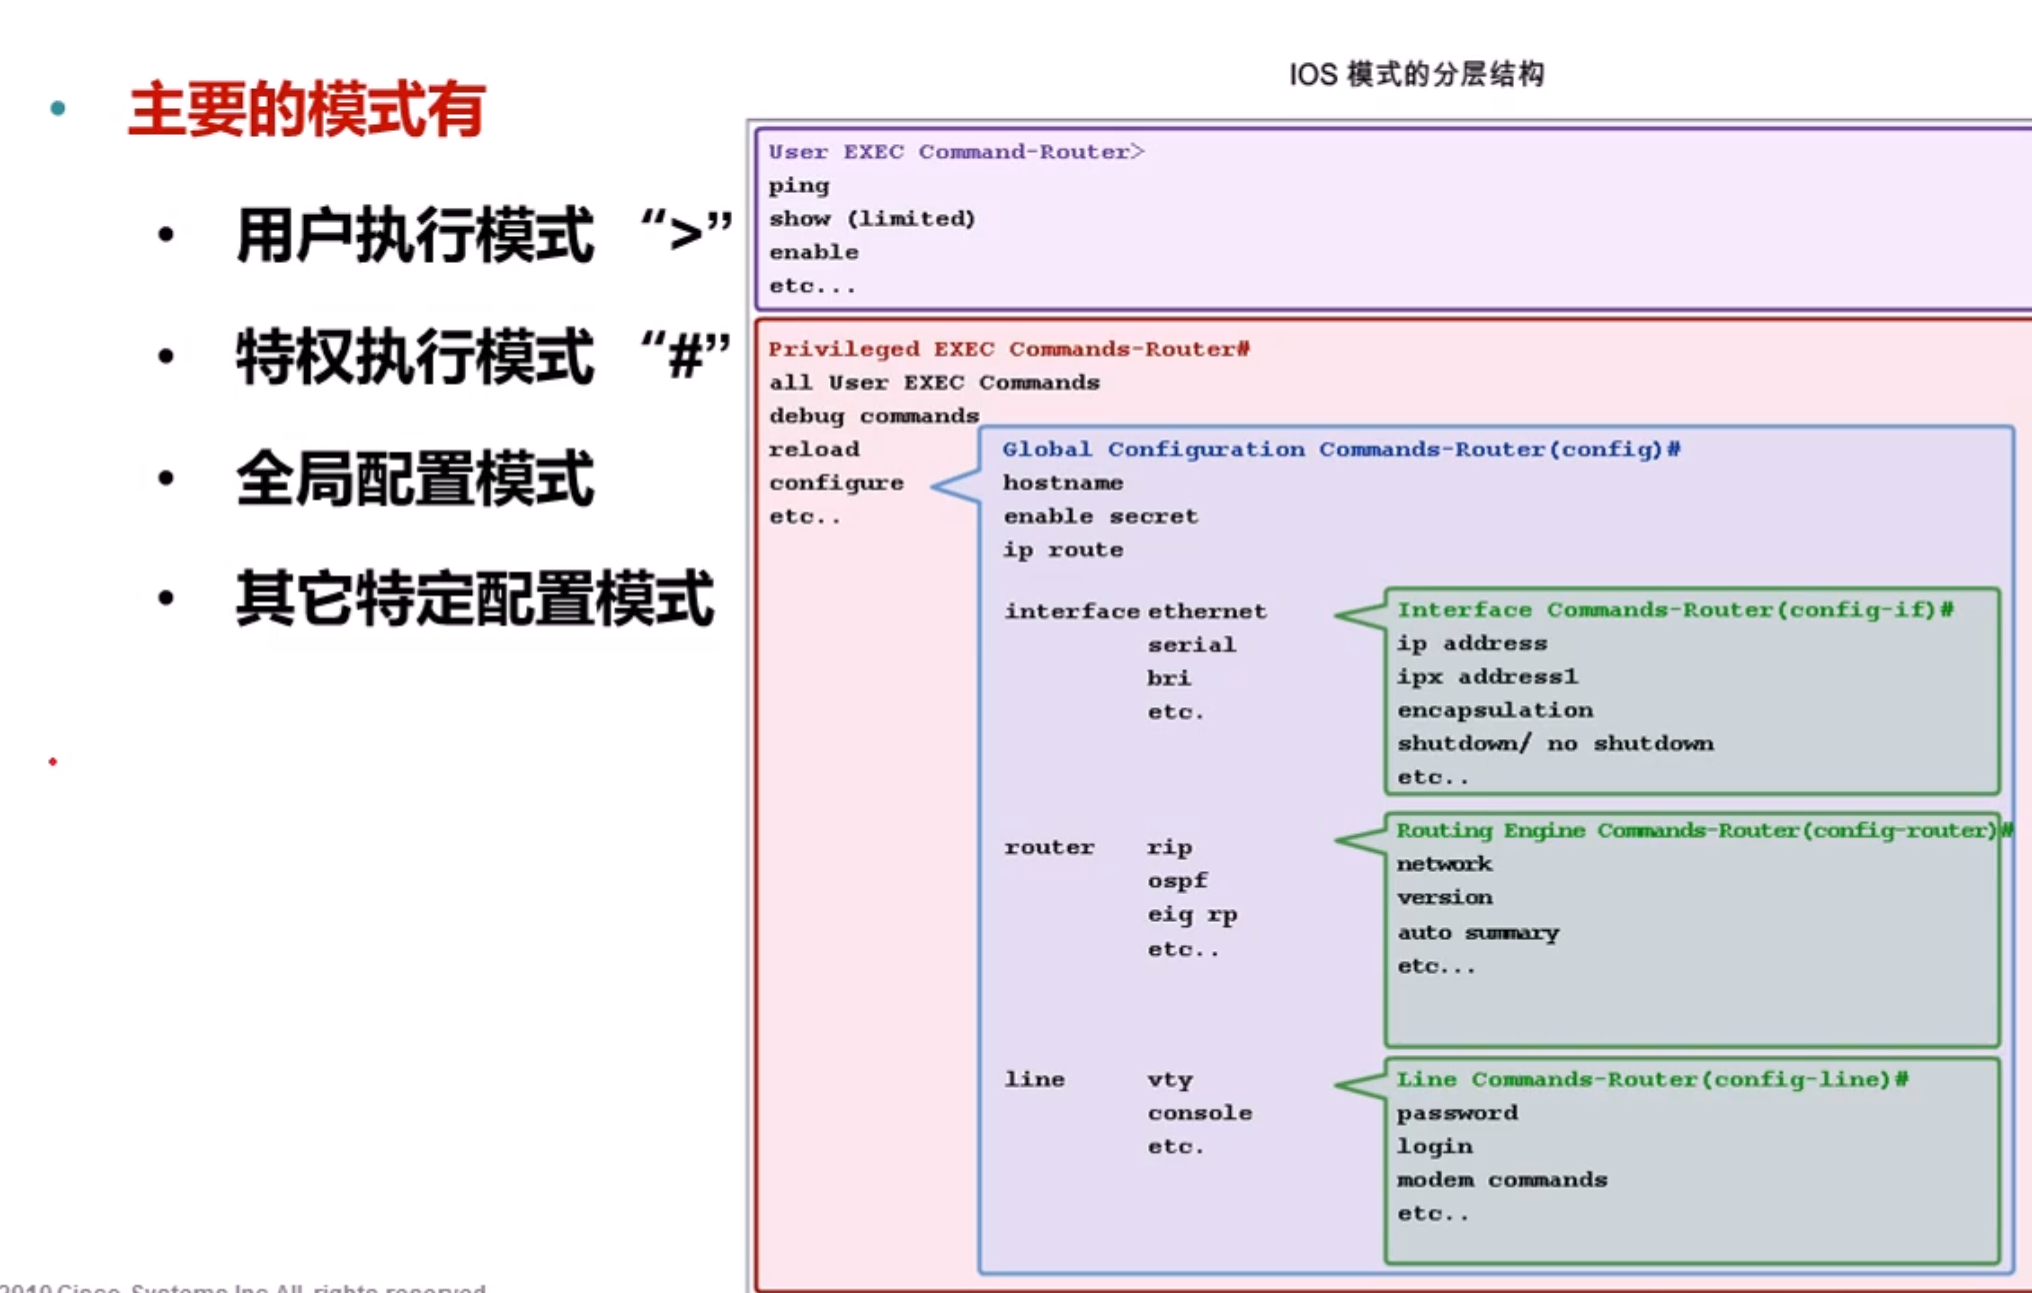 主要的模式有
用户执行模式 “>”
特权执行模式 “#”
全局配置模式
其它特定配置模式
IOS 模式的分层结构
User EXEC Command-Router>
ping
show (limited)
enable
etc...
Privileged EXEC Commands-Router#
all User EXEC Commands
debug commands
reload
configure
etc..
Global Configuration Commands-Router(config)#
hostname
enable secret
ip route
interface ethernet
serial
bri
etc.
Interface Commands-Router(config-if)#
ip address
ipx address1
encapsulation
shutdown/ no shutdown
etc..
router rip
ospf
eig rp
etc..
Routing Engine Commands-Router(config-router)#
network
version
auto summary
etc...
line vty
console
etc.
Line Commands-Router(config-line)#
password
login
modem commands
etc..
Cisco Systems Inc All rights reserved